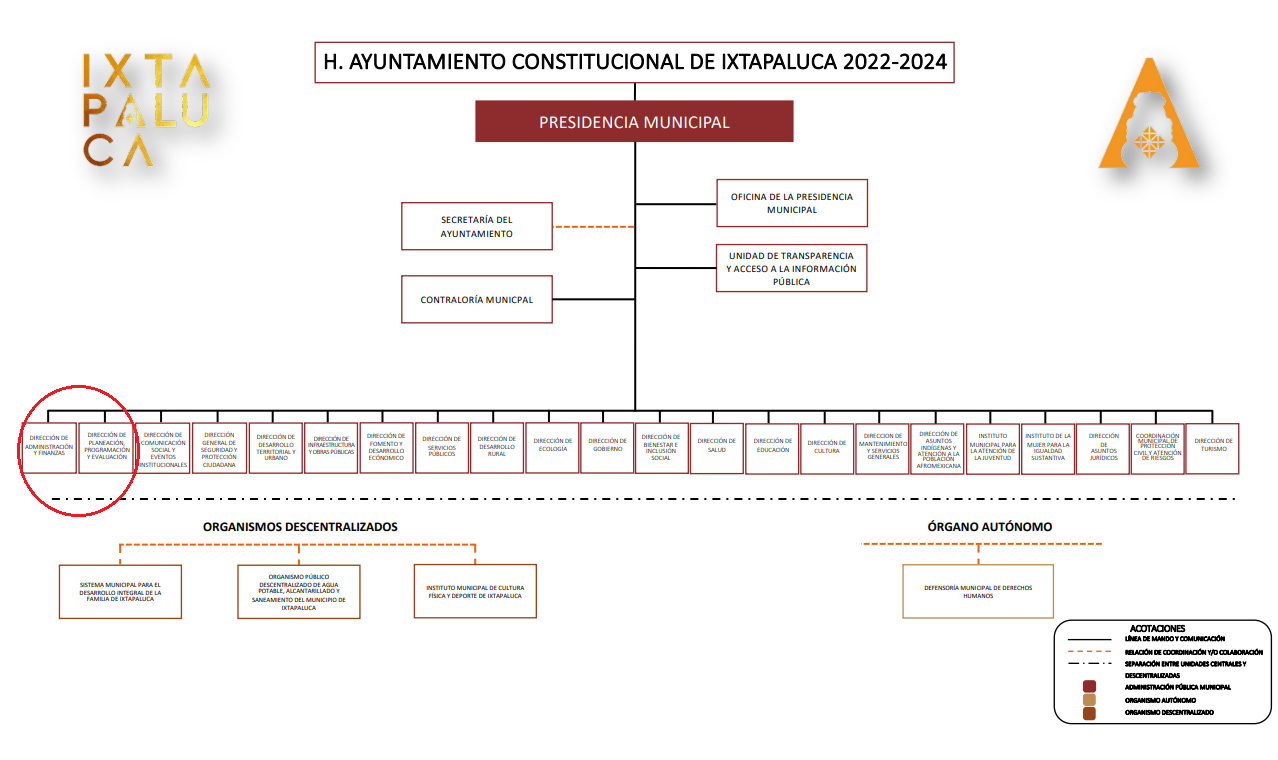 IXTA
PALU
CA
H. AYUNTAMIENTO CONSTITUCIONAL DE IXTAPALUCA 2022-2024
PRESIDENCIA MUNICIPAL
OFICINA DE LA PRESIDENCIA
MUNICIPAL
SECRETARÍA DEL
AYUNTAMIENTO
UNIDAD DE TRANSPARENCIA
Y ACCESO A LA INFORMACIÓN
PÚBLICA
CONTRALORÍA MUNICPAL
DIRECCIÓN DE
ADMINISTRACIÓN
Y FINANZAS
DIRECCIÓN DE
PLANEACIÓN,
PROGRAMACIÓN
Y EVALUACIÓN
DIRECCIÓN DE
COMUNICACIÓN
SOCIAL Y
EVENTOS
INSTITUCIONALES
DIRECCIÓN
GENERAL DE
SEGURIDAD Y
PROTECCIÓN
CIUDADANA
DIRECCIÓN DE
DESARROLLO
TERRITORIAL Y
URBANO
DIRECCIÓN DE
INFRAESTRUCTURA
Y OBRAS PÚBLICAS
DIRECCIÓN DE
FOMENTO Y
DESARROLLO
ECONÓMICO
DIRECCIÓN DE
SERVICIOS
PÚBLICOS
DIRECCIÓN DE
DESARROLLO
RURAL
DIRECCIÓN DE
ECOLOGÍA
DIRECCIÓN DE
GOBIERNO
DIRECCIÓN DE
BIENESTAR E
INCLUSIÓN
SOCIAL
DIRECCIÓN DE
SALUD
DIRECCIÓN DE
EDUCACIÓN
DIRECCIÓN DE
CULTURA
DIRECCION DE
MANTENIMIENTO
Y SERVICIOS
GENERALES
DIRECCIÓN DE
ASUNTOS
INDÍGENAS Y
ATENCIÓN A LA
POBLACIÓN
AFROMEXICANA
INSTITUTO
MUNICIPAL PARA
LA ATENCIÓN DE
LA JUVENTUD
INSTITUTO DE LA
MUJER PARA LA
IGUALDAD
SUSTANTIVA
DIRECCIÓN
DE
ASUNTOS
JURÍDICOS
COORDINACIÓN
MUNICIPAL DE
PROTECCIÓN
CIVIL Y ATENCIÓN
DE RIESGOS
DIRECCIÓN DE
TURISMO
ORGANISMOS DESCENTRALIZADOS
ÓRGANO AUTÓNOMO
SISTEMA MUNICIPAL PARA EL
DESARROLLO INTEGRAL DE LA
FAMILIA DE IXTAPALUCA
ORGANISMO PÚBLICO
DESCENTRALIZADO DE AGUA
POTABLE, ALCANTARILLADO Y
SANEAMIENTO DEL MUNICIPIO DE
IXTAPALUCA
INSTITUTO MUNICIPAL DE CULTURA
FÍSICA Y DEPORTE DE IXTAPALUCA
DEFENSORÍA MUNICIPAL DE DERECHOS
HUMANOS
ACOTACIONES
LÍNEA DE MANDO Y COMUNICACIÓN
RELACIÓN DE COORDINACIÓN Y/O COLABORACIÓN
SEPARACIÓN ENTRE UNIDADES CENTRALES Y
DESCENTRALIZADAS
ADMINISTRACIÓN PÚBLICA MUNICIPAL
ORGANISMO AUTÓNOMO
ORGANISMO DESCENTRALIZADO